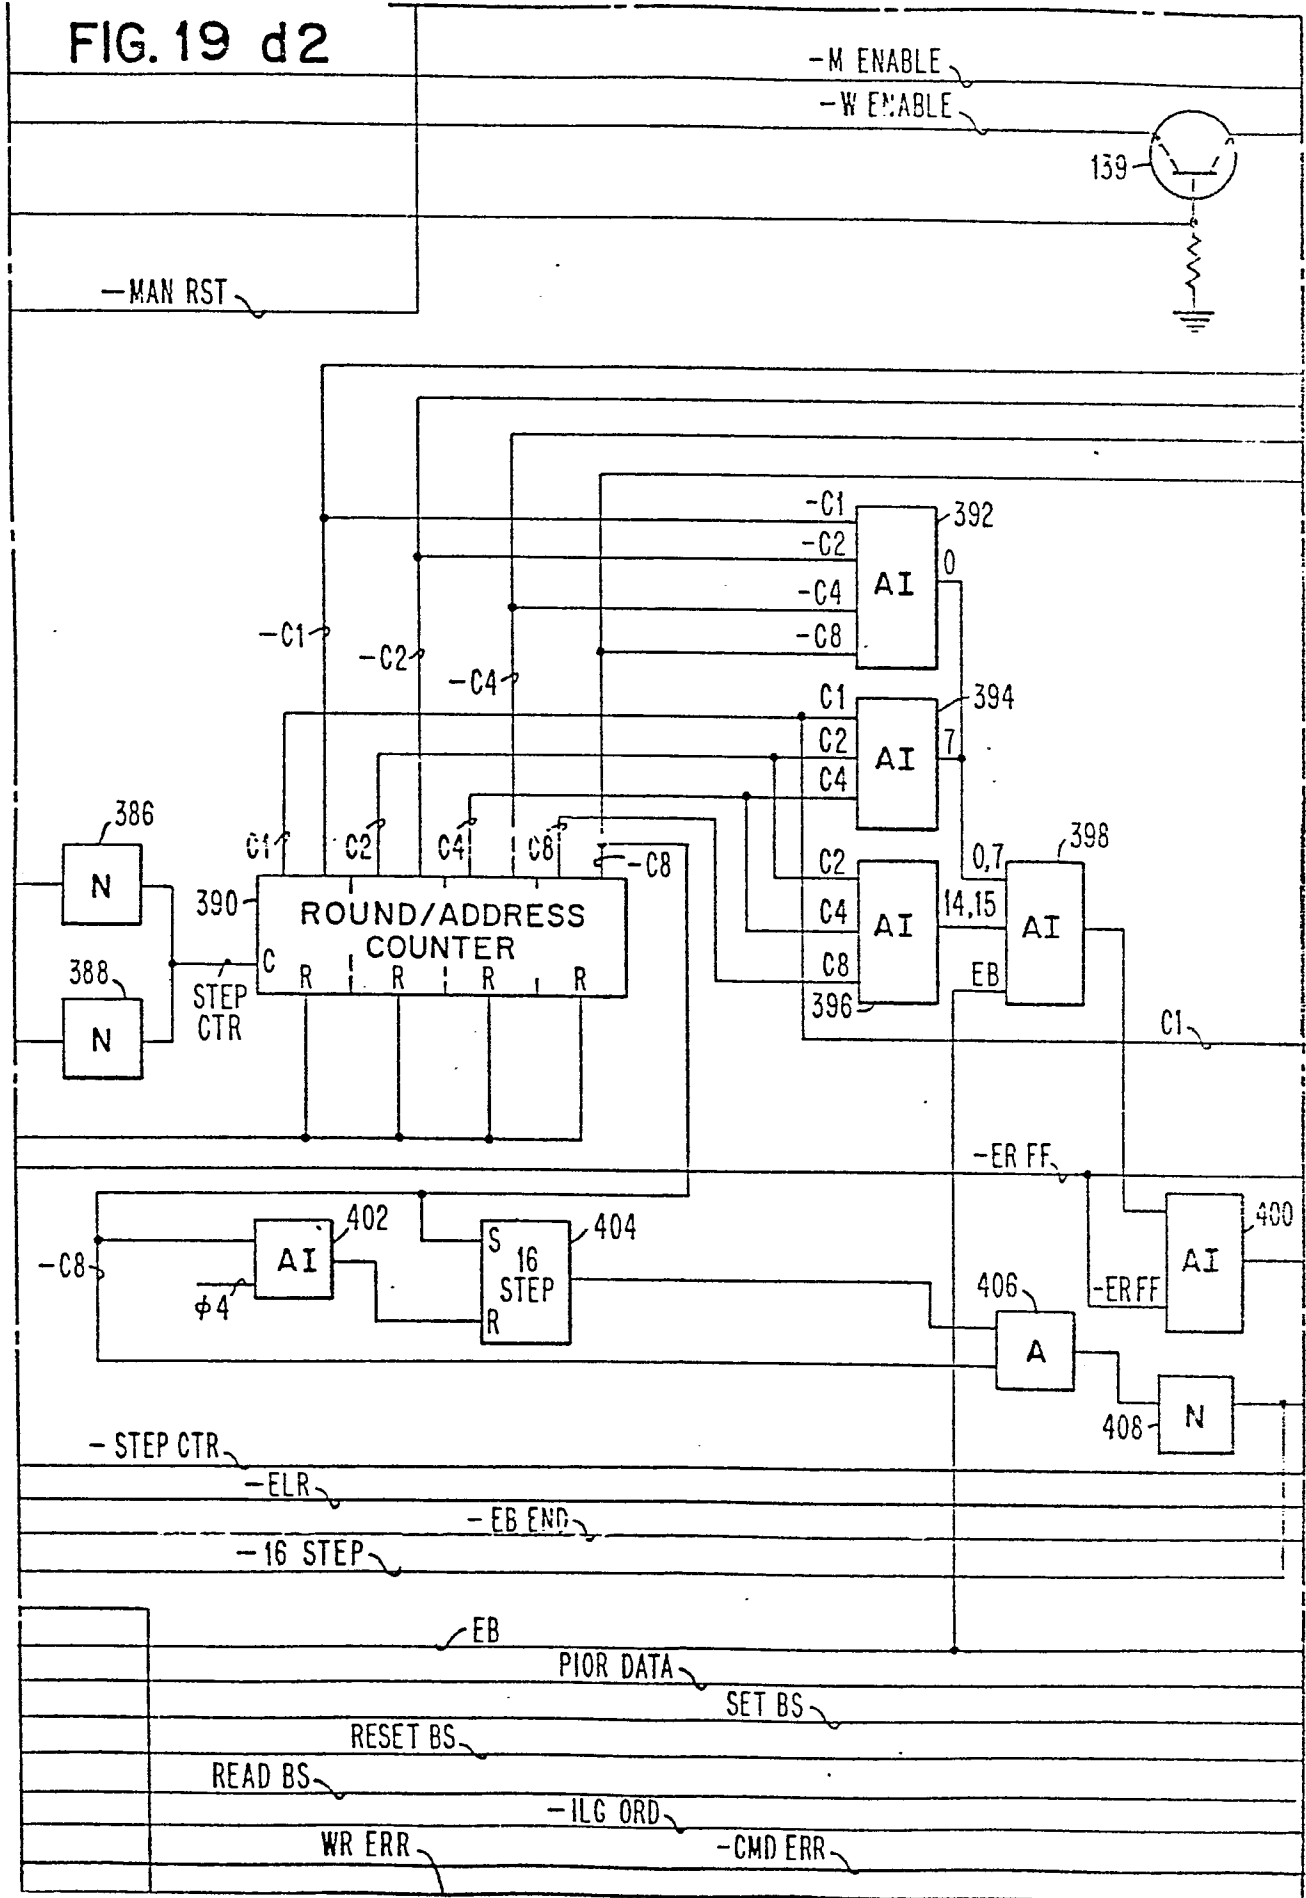 FIG. 19 d2
-M ENABLE
-W ENABLE
139
-MAN RST
-C1
392
-C2
0
AI
-C4
-C8
-C1
-C2
-C4
C1
394
C2
7
AI
C4
386
N
C1
C2
C4
C8
-C8
398
0,7
C2
14,15
C4
AI
AI
C8
EB
396
390
ROUND/ADDRESS
COUNTER
C
R
R
R
R
388
N
STEP
CTR
C1
-ER FF
402
404
400
AI
S
16
STEP
R
-C8
φ4
AI
-ER FF
406
A
408
N
- STEP CTR
-ELR
- EB END
- 16 STEP
EB
PIOR DATA
SET BS
RESET BS
READ BS
-ILG ORD
WR ERR
-CMD ERR